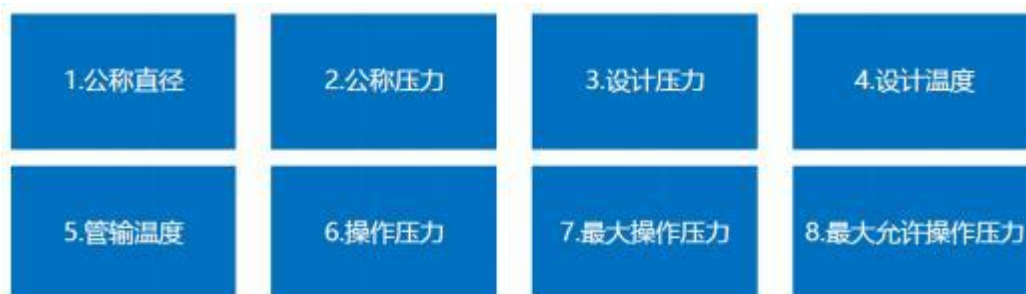 1.公称直径
2.公称压力
3.设计压力
4.设计温度
5.管输温度
6.操作压力
7.最大操作压力
8.最大允许操作压力